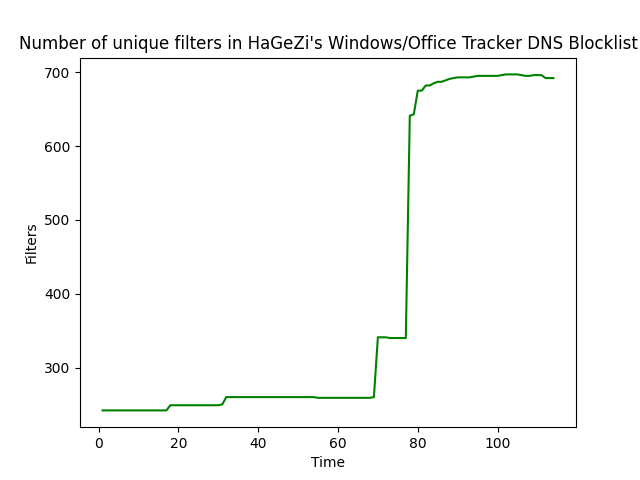 Number of unique filters in HaGeZi's Windows/Office Tracker DNS Blocklist
700
600
500
400
300
Filters
0 20 40 60 80 100
Time